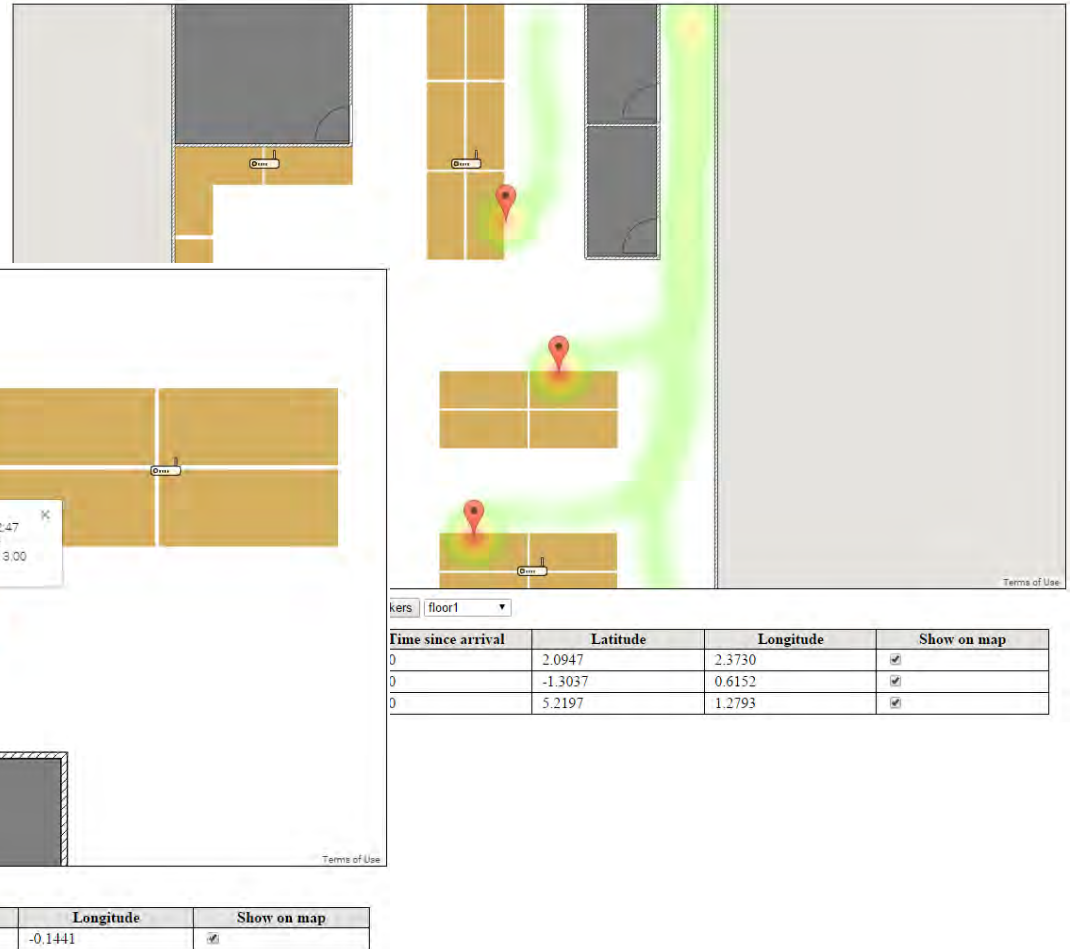 Terms of Use
kers floor1
Time since arrival Latitude Longitude Show on map
0 2.0947 2.3730
0 -1.3037 0.6152
0 5.2197 1.2793
:47
3.00
Terms of Use
Longitude Show on map
-0.1441